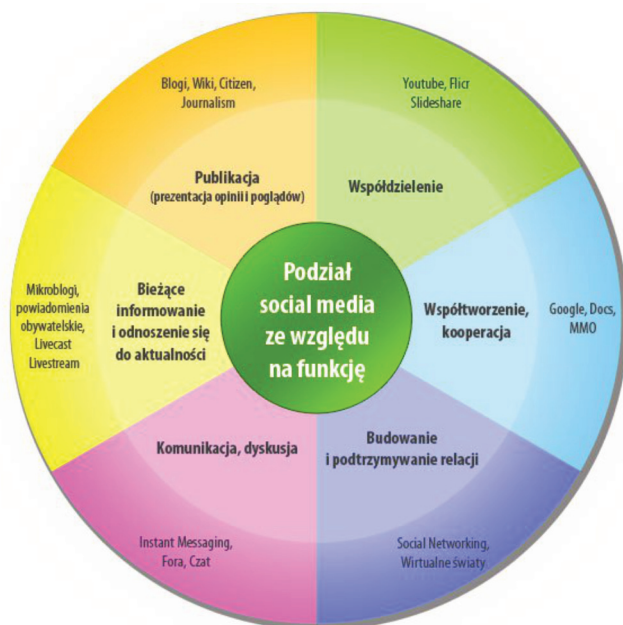 Blogi, Wiki, Citizen,
Journalism
Publikacja
(prezentacja opinii i poglądów)
Youtube, Flicr
Slideshare
Współdzielenie
Mikroblogi,
powiadomienia
obywatelskie,
Livecast
Livestream
Bieżące
informowanie
i odnoszenie się
do aktualności
Podział
social media
ze względu
na funkcję
Współtworzenie,
kooperacja
Google, Docs,
MMO
Komunikacja, dyskusja
Instant Messaging,
Fora, Czat
Budowanie
i podtrzymywanie relacji
Social Networking,
Wirtualne światy